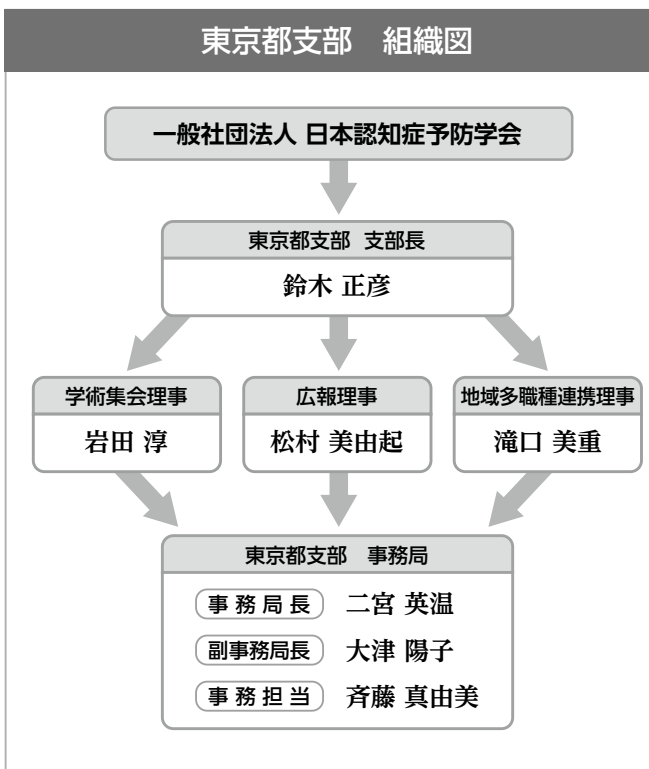 東京都支部　組織図
一般社団法人 日本認知症予防学会
東京都支部 支部長
鈴木 正彦
学術集会理事
岩田 淳
広報理事
松村 美由起
地域多職種連携理事
滝口 美重
東京都支部　事務局
事務局長 二宮 英温
副事務局長 大津 陽子
事務担当 斉藤 真由美